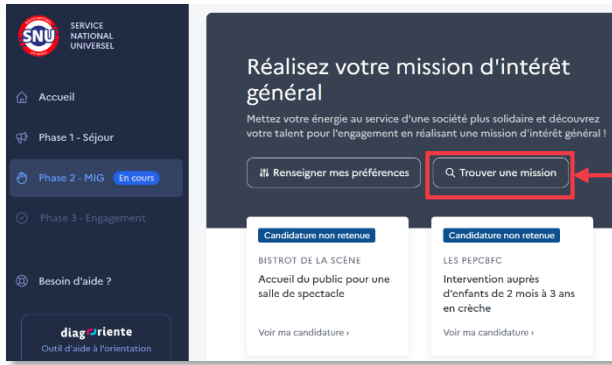 SNU
SERVICE
NATIONAL
UNIVERSEL
Accueil
Phase 1 - Séjour
Phase 2 - MIG En cours
Phase 3 - Engagement
Besoin d'aide ?
diagoriente
Outil d'aide à l'orientation
Réalisez votre mission d'intérêt
général
Mettez votre énergie au service d'une société plus solidaire et découvrez
votre talent pour l'engagement en réalisant une mission d'intérêt général !
Renseigner mes préférences
Trouver une mission
Candidature non retenue
BISTROT DE LA SCÈNE
Accueil du public pour une
salle de spectacle
Voir ma candidature ›
Candidature non retenue
LES PEPCBFC
Intervention auprès
d'enfants de 2 mois à 3 ans
en crèche
Voir ma candidature ›